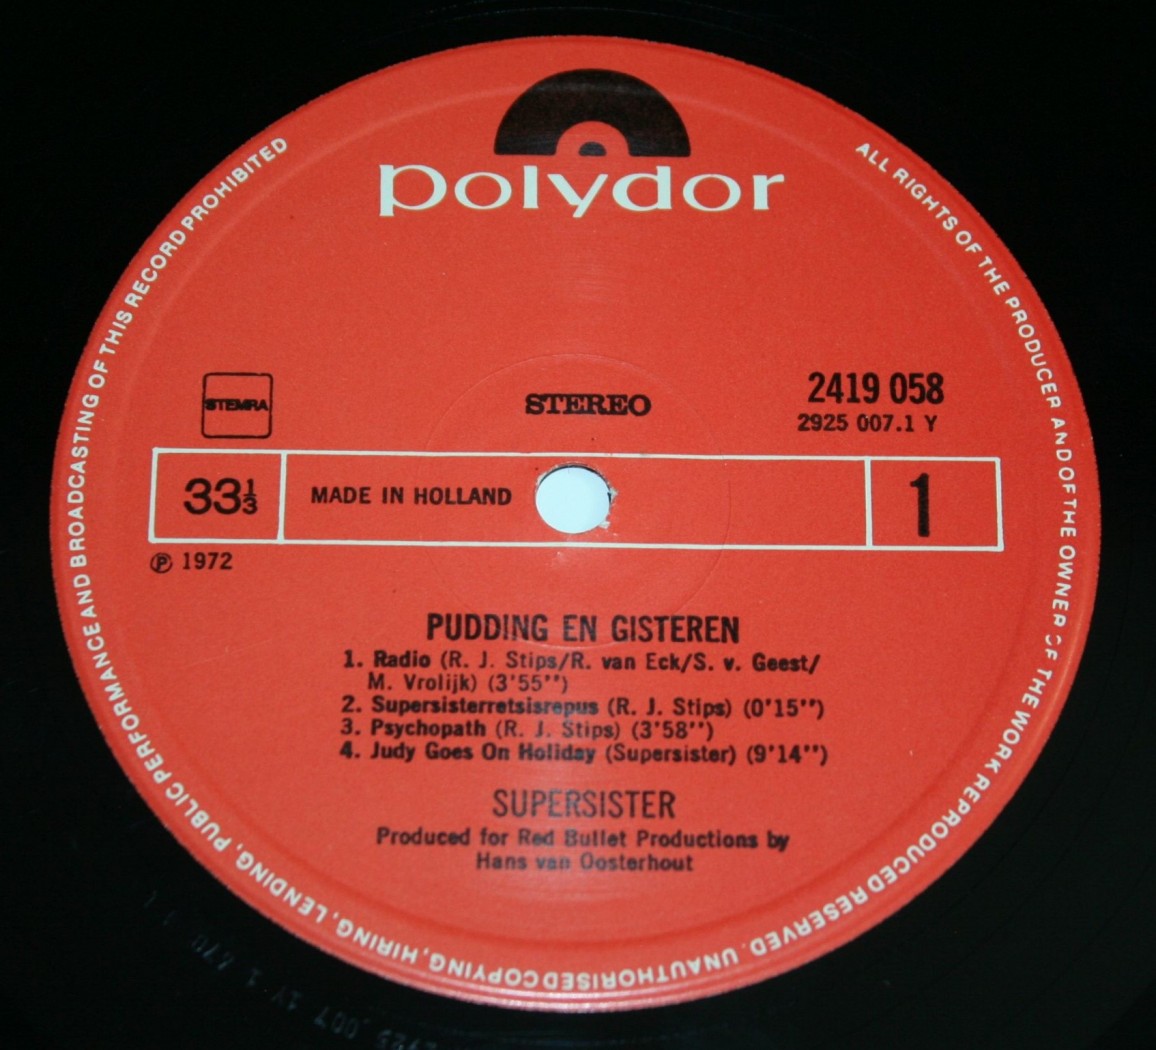 polydor
STEMRA
STEREO
2419 058
2925 007.1 Y
33⅓
MADE IN HOLLAND
1
℗ 1972
PUDDING EN GISTEREN
1. Radio (R. J. Stips/R. van Eck/S. v. Geest/
M. Vrolijk) (3'55'')
2. Supersisterretsisrepus (R. J. Stips) (0'15'')
3. Psychopath (R. J. Stips) (3'58'')
4. Judy Goes On Holiday (Supersister) (9'14'')
SUPERSISTER
Produced for Red Bullet Productions by
Hans van Oosterhout
ALL RIGHTS OF THE PRODUCER AND OF THE OWNER OF THE WORK REPRODUCED RESERVED. UNAUTHORISED COPYING, HIRING, LENDING, PUBLIC PERFORMANCE AND BROADCASTING OF THIS RECORD PROHIBITED